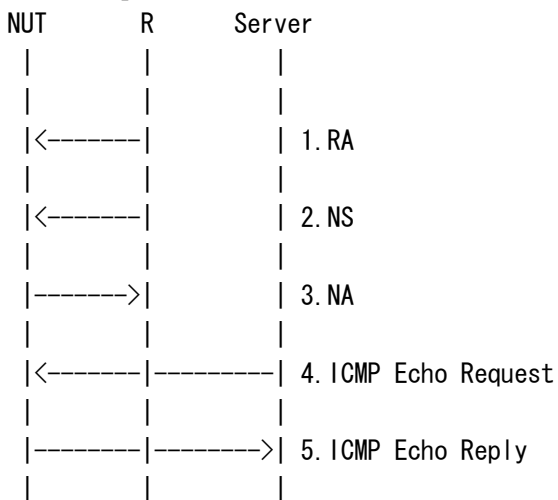 NUT R Server
| | |
| | |
|<-------| | 1.RA
| | |
|<-------| | 2.NS
| | |
|------->| | 3.NA
| | |
|<-------|---------| 4.ICMP Echo Request
| | |
|--------|-------->| 5.ICMP Echo Reply
| | |